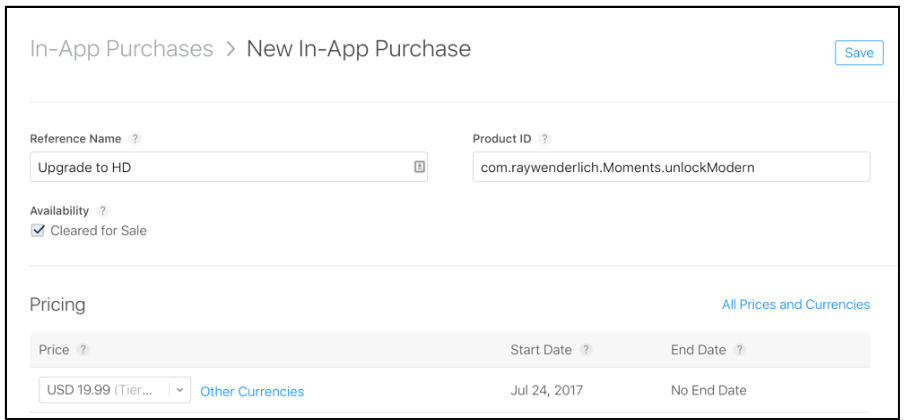 In-App Purchases > New In-App Purchase
Save
Reference Name ?
Product ID ?
Upgrade to HD
com.raywenderlich.Moments.unlockModern
Availability ?
Cleared for Sale
Pricing
All Prices and Currencies
Price ?
Start Date ?
End Date ?
USD 19.99 (Tier...
Other Currencies
Jul 24, 2017
No End Date